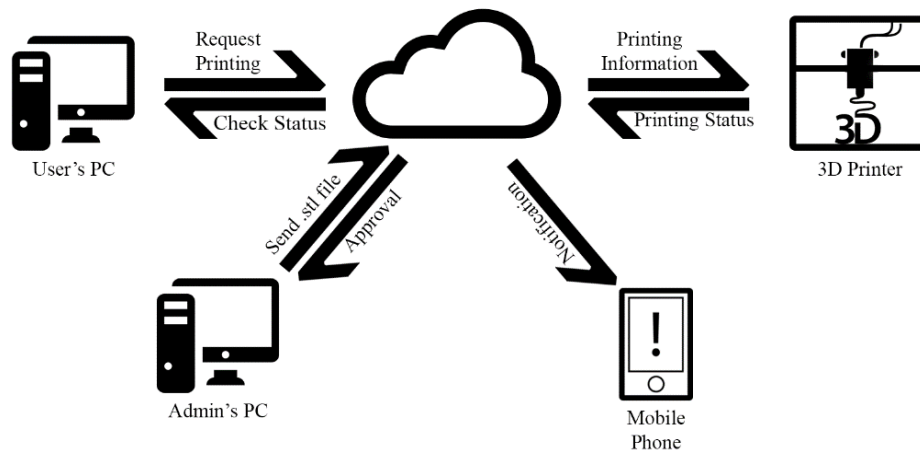 Request
Printing
Check Status
Printing
Information
Printing Status
3D
User's PC
3D Printer
Send .stl file
Approval
Notification
!
Admin's PC
Mobile
Phone